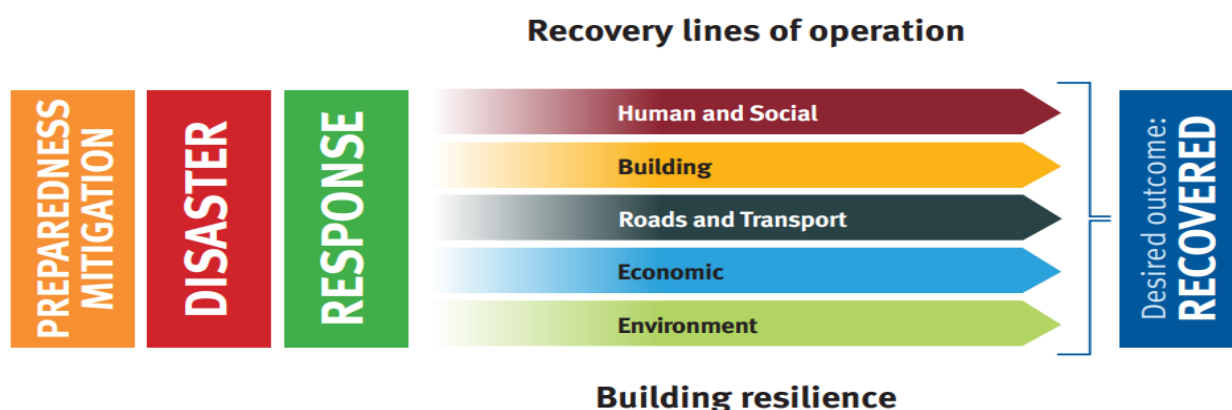 Recovery lines of operation
PREPAREDNESS
MITIGATION
DISASTER
RESPONSE
Human and Social
Building
Roads and Transport
Economic
Environment
Desired outcome:
RECOVERED
Building resilience